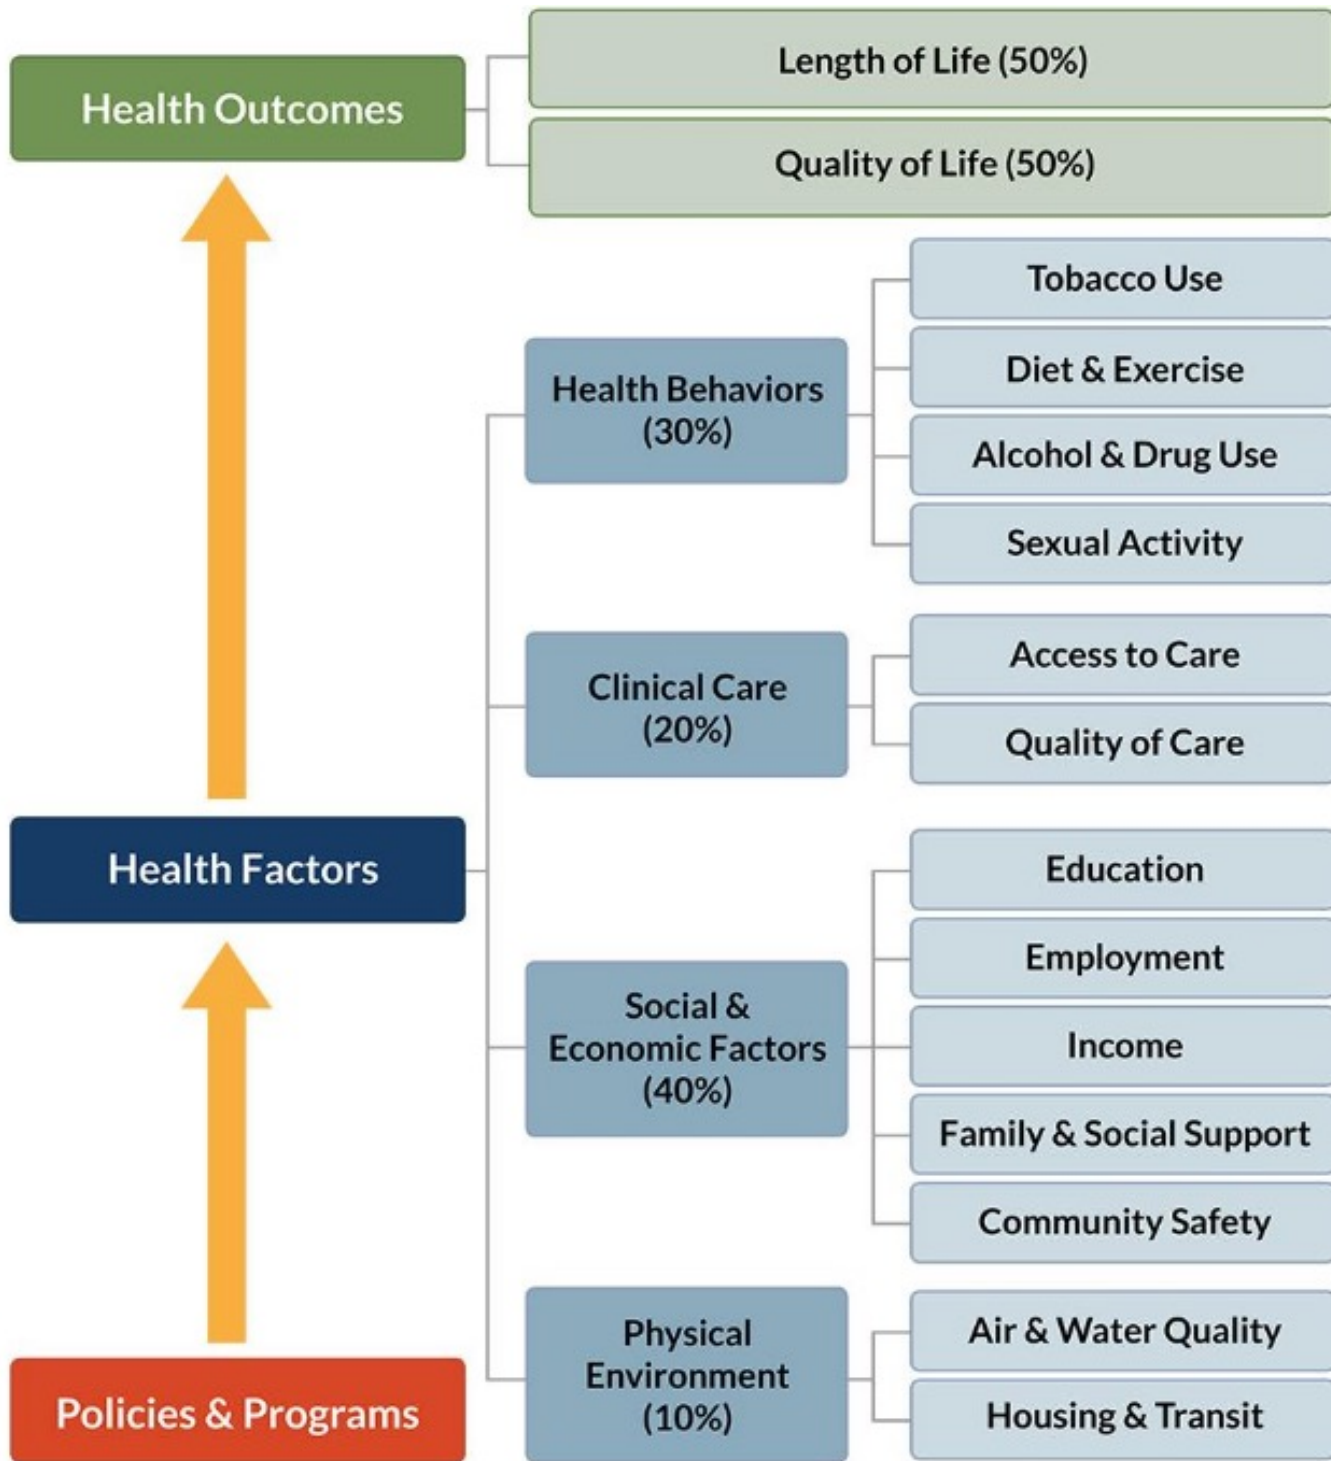 Health Outcomes
Length of Life (50%)
Quality of Life (50%)
Health Factors
Health Behaviors
(30%)
Tobacco Use
Diet & Exercise
Alcohol & Drug Use
Sexual Activity
Clinical Care
(20%)
Access to Care
Quality of Care
Social &
Economic Factors
(40%)
Education
Employment
Income
Family & Social Support
Community Safety
Physical
Environment
(10%)
Air & Water Quality
Housing & Transit
Policies & Programs